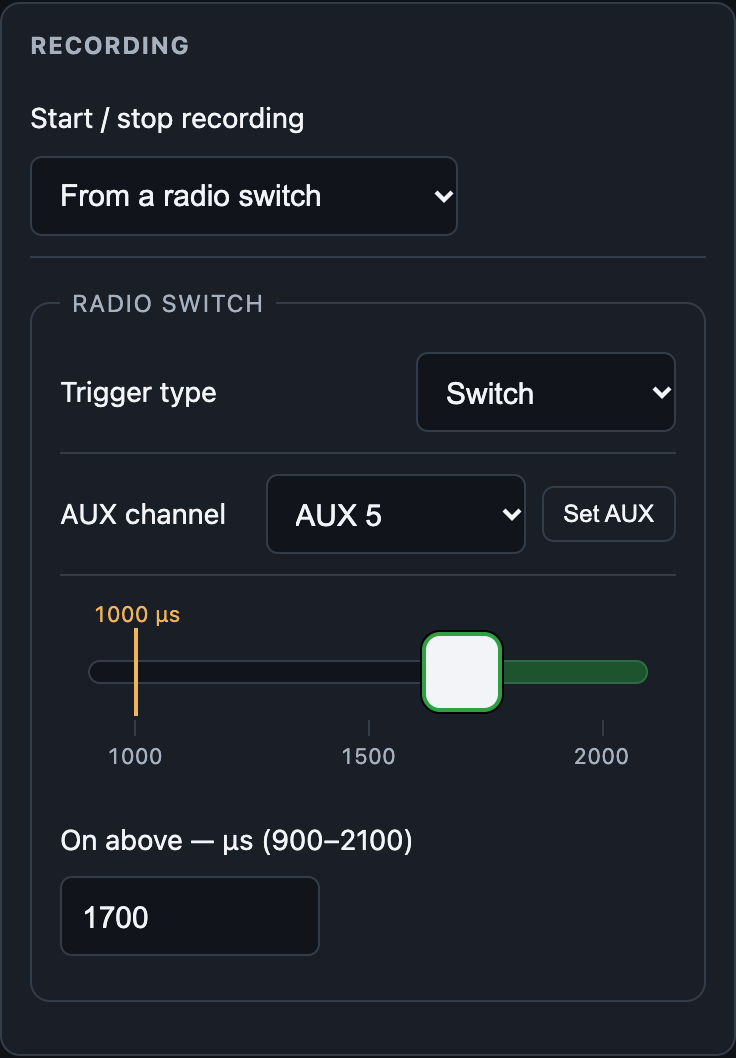 RECORDING
Start / stop recording
From a radio switch
RADIO SWITCH
Trigger type
Switch
AUX channel
AUX 5
Set AUX
1000 µs
1000
1500
2000
On above — µs (900–2100)
1700